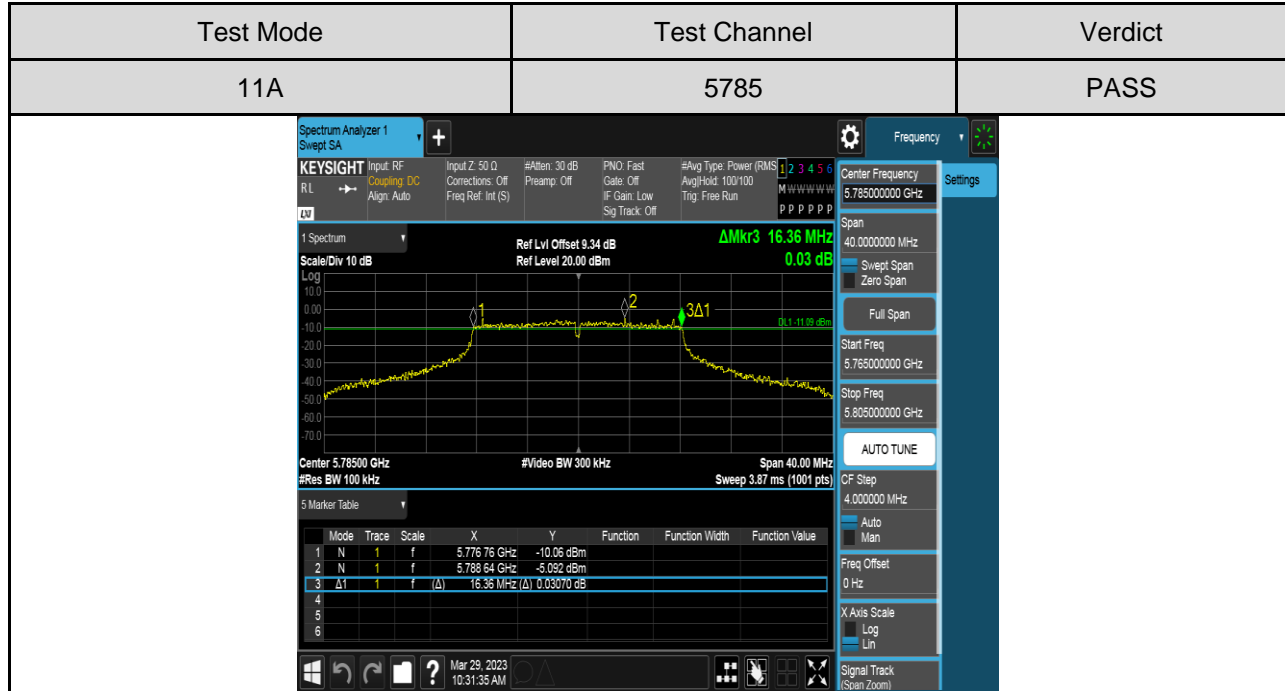 Test Mode Test Channel Verdict
11A 5785 PASS
Spectrum Analyzer 1
Swept SA
+
Frequency
KEYSIGHT Input: RF Input Z: 50 Ω #Atten: 30 dB PNO: Fast #Avg Type: Power (RMS 1 2 3 4 5 6
RL Coupling: DC Corrections: Off Preamp: Off Gate: Off Avg|Hold: 100/100 M W W W W W
Align: Auto Freq Ref: Int (S) IF Gain: Low Trig: Free Run
LXI Sig Track: Off P P P P P P
1 Spectrum
Ref Lvl Offset 9.34 dB ΔMkr3 16.36 MHz
Scale/Div 10 dB Ref Level 20.00 dBm 0.03 dB
Log
10.0
0.00
-10.0
-20.0
-30.0
-40.0
-50.0
-60.0
-70.0
1
2
3Δ1
DL1 -11.09 dBm
Center 5.78500 GHz #Video BW 300 kHz Span 40.00 MHz
#Res BW 100 kHz Sweep 3.87 ms (1001 pts)
5 Marker Table
Mode Trace Scale X Y Function Function Width Function Value
1 N 1 f 5.776 76 GHz -10.06 dBm
2 N 1 f 5.788 64 GHz -5.092 dBm
3 Δ1 1 f (Δ) 16.36 MHz (Δ) 0.03070 dB
4
5
6
?
Mar 29, 2023
10:31:35 AM
Center Frequency
5.785000000 GHz
Settings
Span
40.0000000 MHz
Swept Span
Zero Span
Full Span
Start Freq
5.765000000 GHz
Stop Freq
5.805000000 GHz
AUTO TUNE
CF Step
4.000000 MHz
Auto
Man
Freq Offset
0 Hz
X Axis Scale
Log
Lin
Signal Track
(Span Zoom)